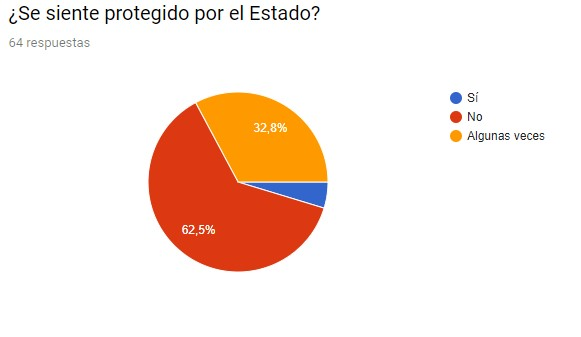 ¿Se siente protegido por el Estado?
64 respuestas
Sí
No
Algunas veces
32,8%
62,5%